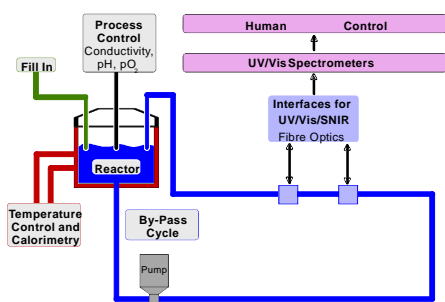 Process
Control
Conductivity,
pH, pO2
Human Control
UV/Vis Spectrometers
Fill In
Interfaces for
UV/Vis/SNIR
Fibre Optics
Reactor
Temperature
Control and
Calorimetry
By-Pass
Cycle
Pump